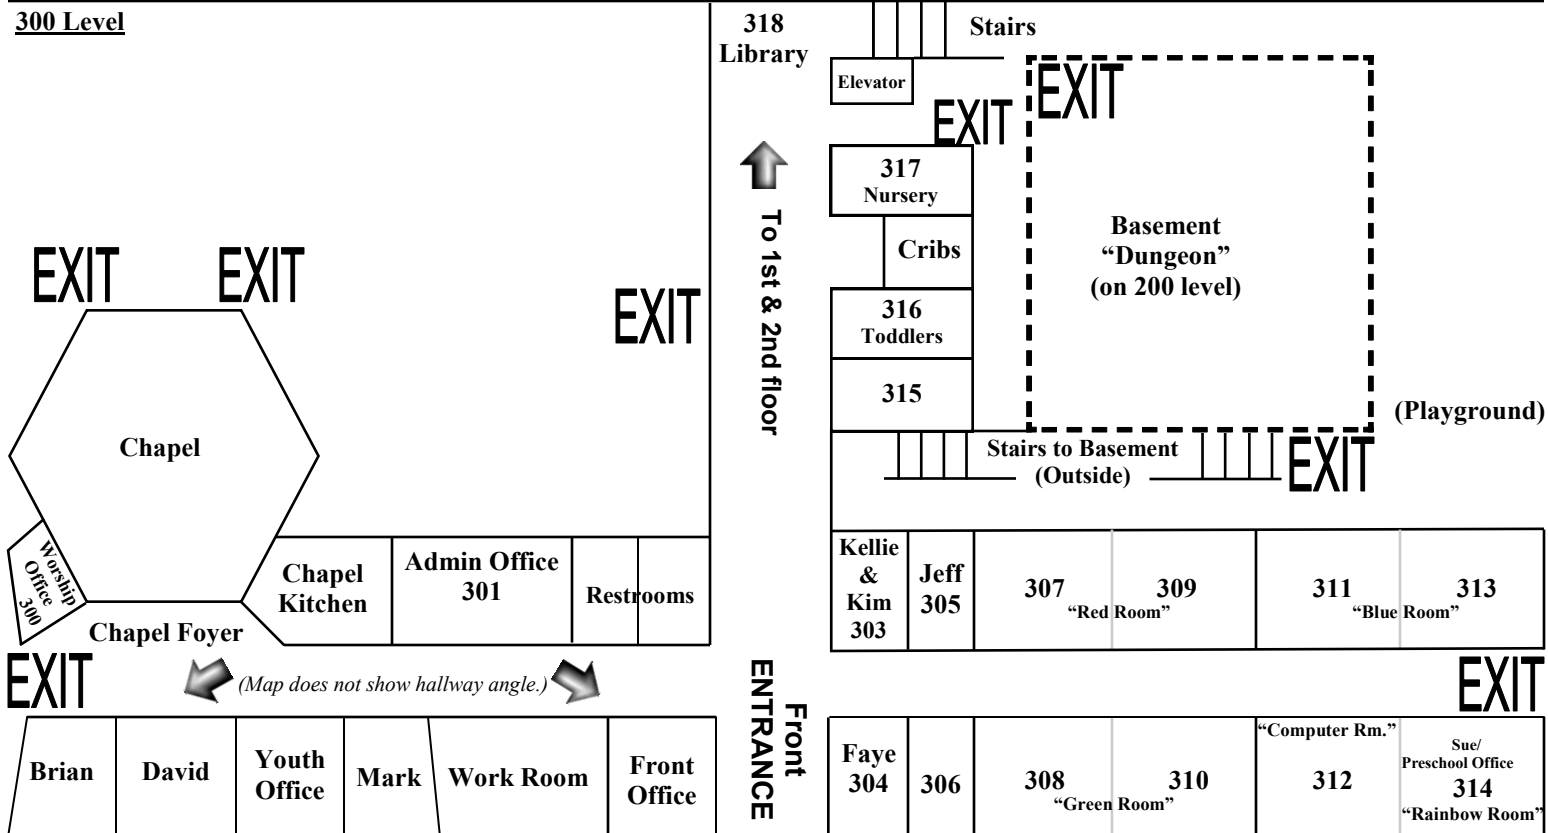 300 Level
318
Library
Stairs
Elevator
EXIT
EXIT
317
Nursery
Cribs
316
Toddlers
315
To 1st & 2nd floor
Basement
“Dungeon”
(on 200 level)
(Playground)
Stairs to Basement
(Outside)
EXIT
EXIT
EXIT
EXIT
Chapel
Worship
Office
300
Chapel
Kitchen
Admin Office
301
Restrooms
Chapel Foyer
EXIT
(Map does not show hallway angle.)
Front
ENTRANCE
Kellie
&
Kim
303
Jeff
305
307
309
“Red Room”
311
313
“Blue Room”
EXIT
Brian
David
Youth
Office
Mark
Work Room
Front
Office
Faye
304
306
308
310
“Green Room”
“Computer Rm.”
312
Sue/
Preschool Office
314
“Rainbow Room”